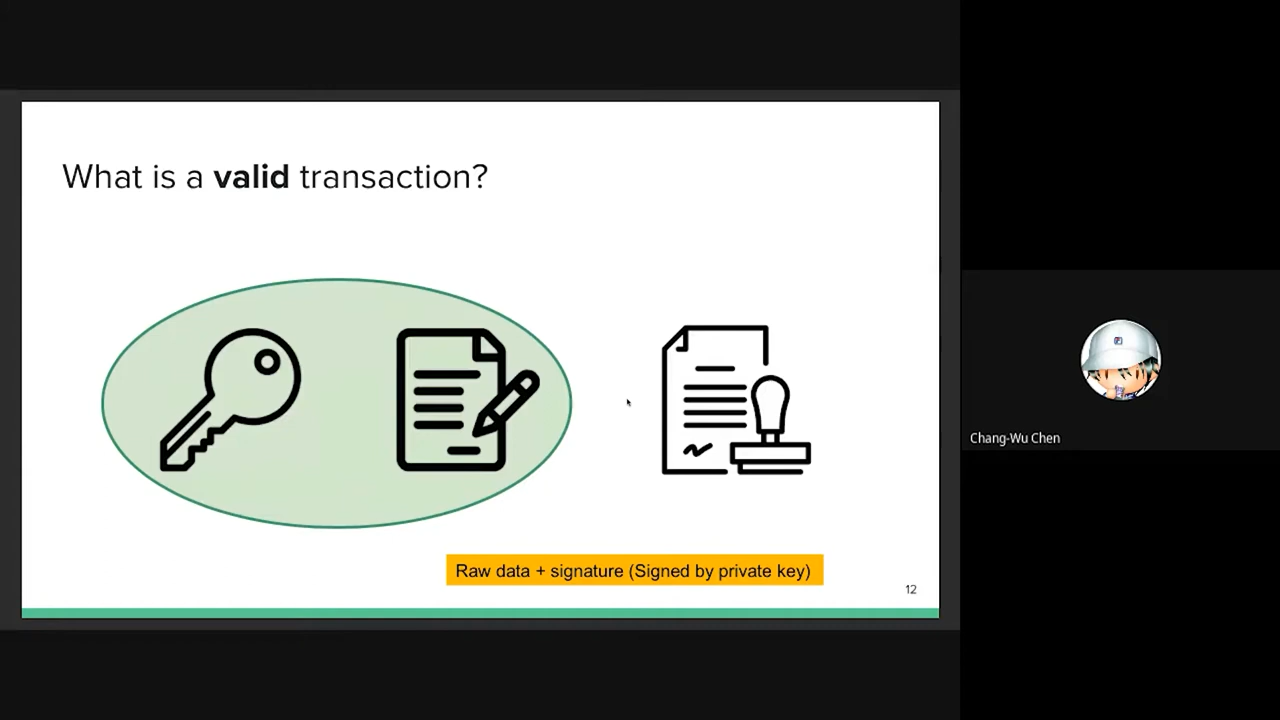 What is a valid transaction?
Raw data + signature (Signed by private key)
12
Chang-Wu Chen